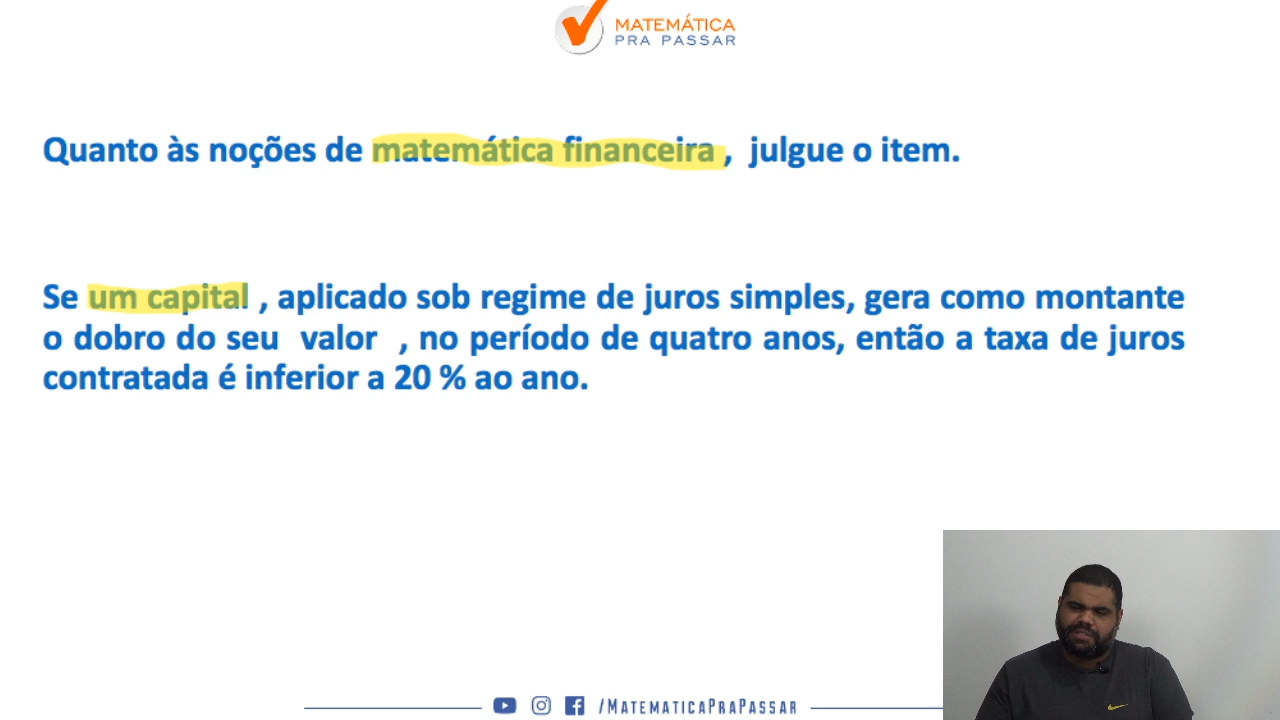 MATEMÁTICA
PRA PASSAR
Quanto às noções de matemática financeira , julgue o item.
Se um capital , aplicado sob regime de juros simples, gera como montante
o dobro do seu valor , no período de quatro anos, então a taxa de juros
contratada é inferior a 20 % ao ano.
/MATEMATICAPRAPASSAR